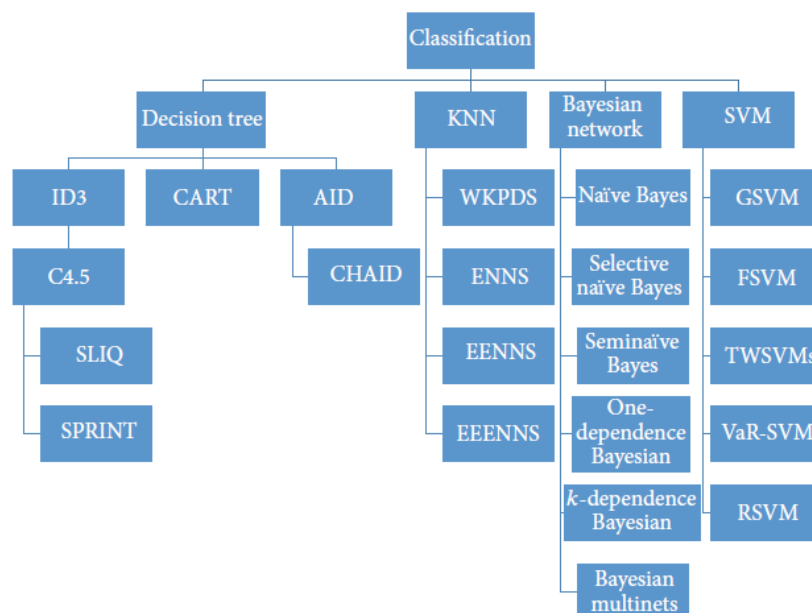 Classification
Decision tree
KNN
Bayesian
network
SVM
ID3
CART
AID
WKPDS
Naïve Bayes
GSVM
C4.5
CHAID
ENNS
Selective
naïve Bayes
FSVM
SLIQ
EENNS
Seminaïve
Bayes
TWSVMs
SPRINT
EEENNS
One-
dependence
Bayesian
VaR-SVM
k-dependence
Bayesian
RSVM
Bayesian
multinets